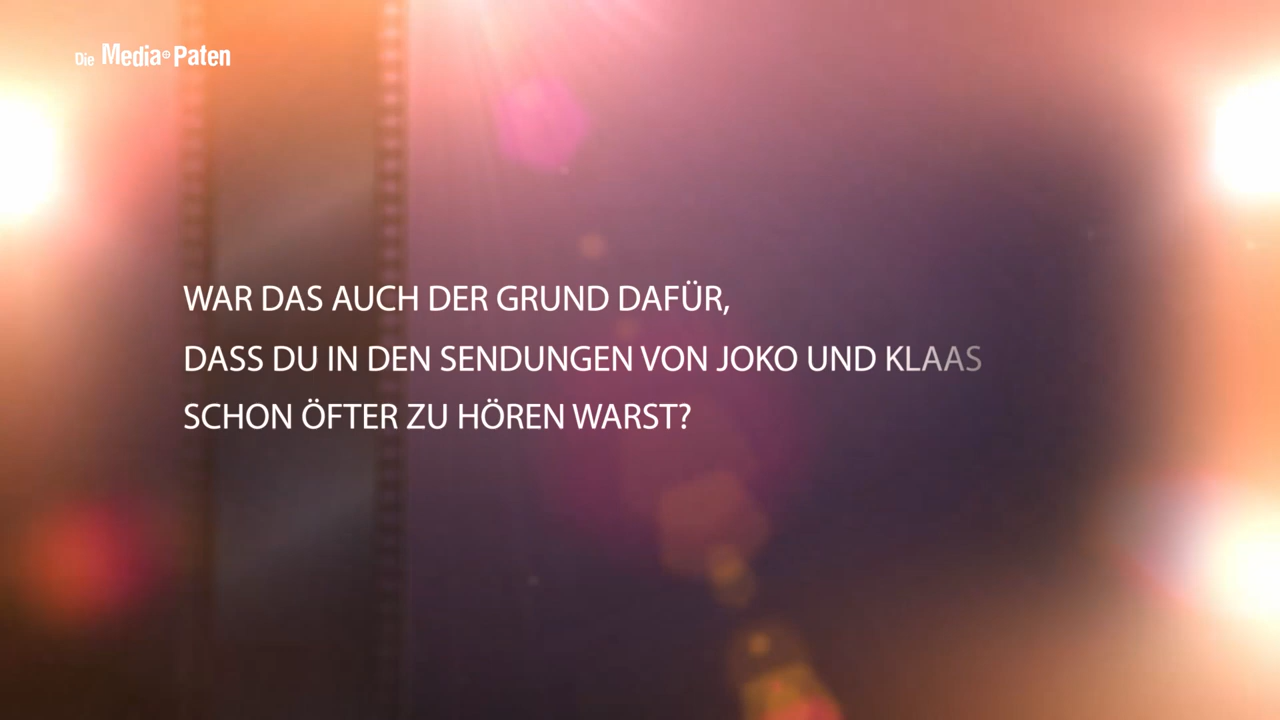 Die Media Paten
WAR DAS AUCH DER GRUND DAFÜR,
DASS DU IN DEN SENDUNGEN VON JOKO UND KLAAS
SCHON ÖFTER ZU HÖREN WARST?